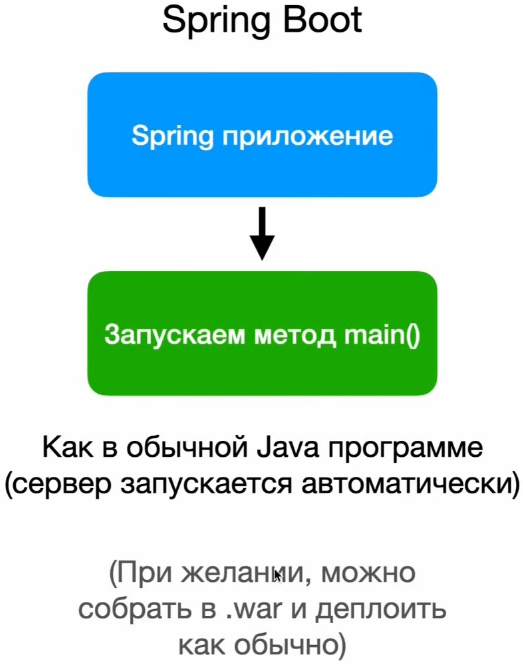 Spring Boot
Spring приложение
Запускаем метод main()
Как в обычной Java программе
(сервер запускается автоматически)
(При желании, можно
собрать в .war и деплоить
как обычно)